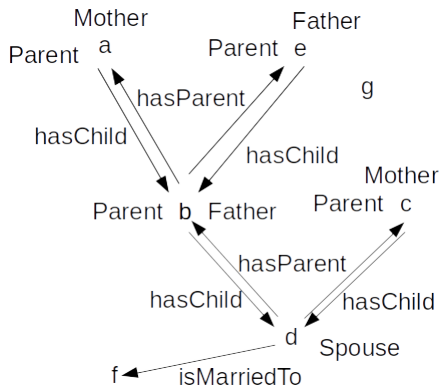 Mother
Father
Parent a
Parent e
g
hasParent
hasChild
hasChild
Mother
Parent b Father
Parent c
hasParent
hasChild
hasChild
d
Spouse
f
isMarriedTo